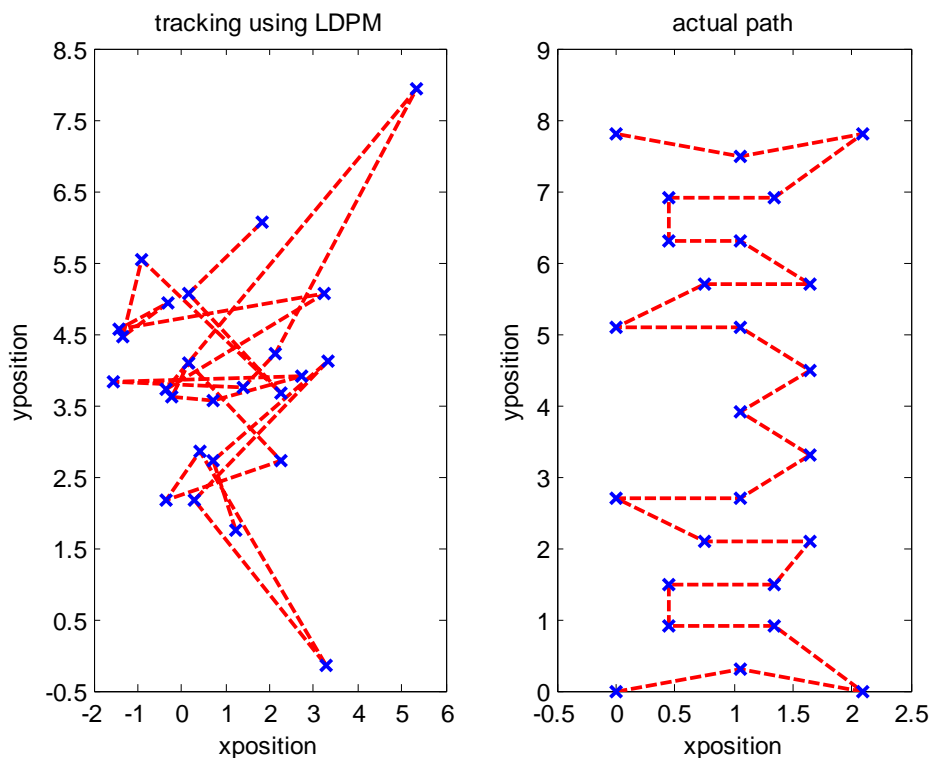 tracking using LDPM
8.5
7.5
6.5
5.5
4.5
3.5
2.5
1.5
0.5
-0.5
yposition
-2 -1 0 1 2 3 4 5 6
xposition
actual path
9
8
7
6
5
4
3
2
1
0
yposition
-0.5 0 0.5 1 1.5 2 2.5
xposition